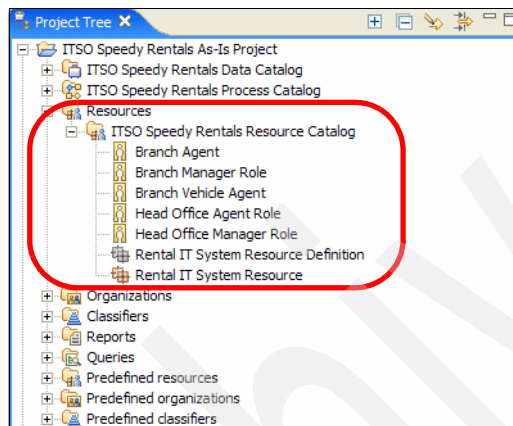 Project Tree
ITSO Speedy Rentals As-Is Project
ITSO Speedy Rentals Data Catalog
ITSO Speedy Rentals Process Catalog
Resources
ITSO Speedy Rentals Resource Catalog
Branch Agent
Branch Manager Role
Branch Vehicle Agent
Head Office Agent Role
Head Office Manager Role
Rental IT System Resource Definition
Rental IT System Resource
Organizations
Classifiers
Reports
Queries
Predefined resources
Predefined organizations
Predefined classifiers